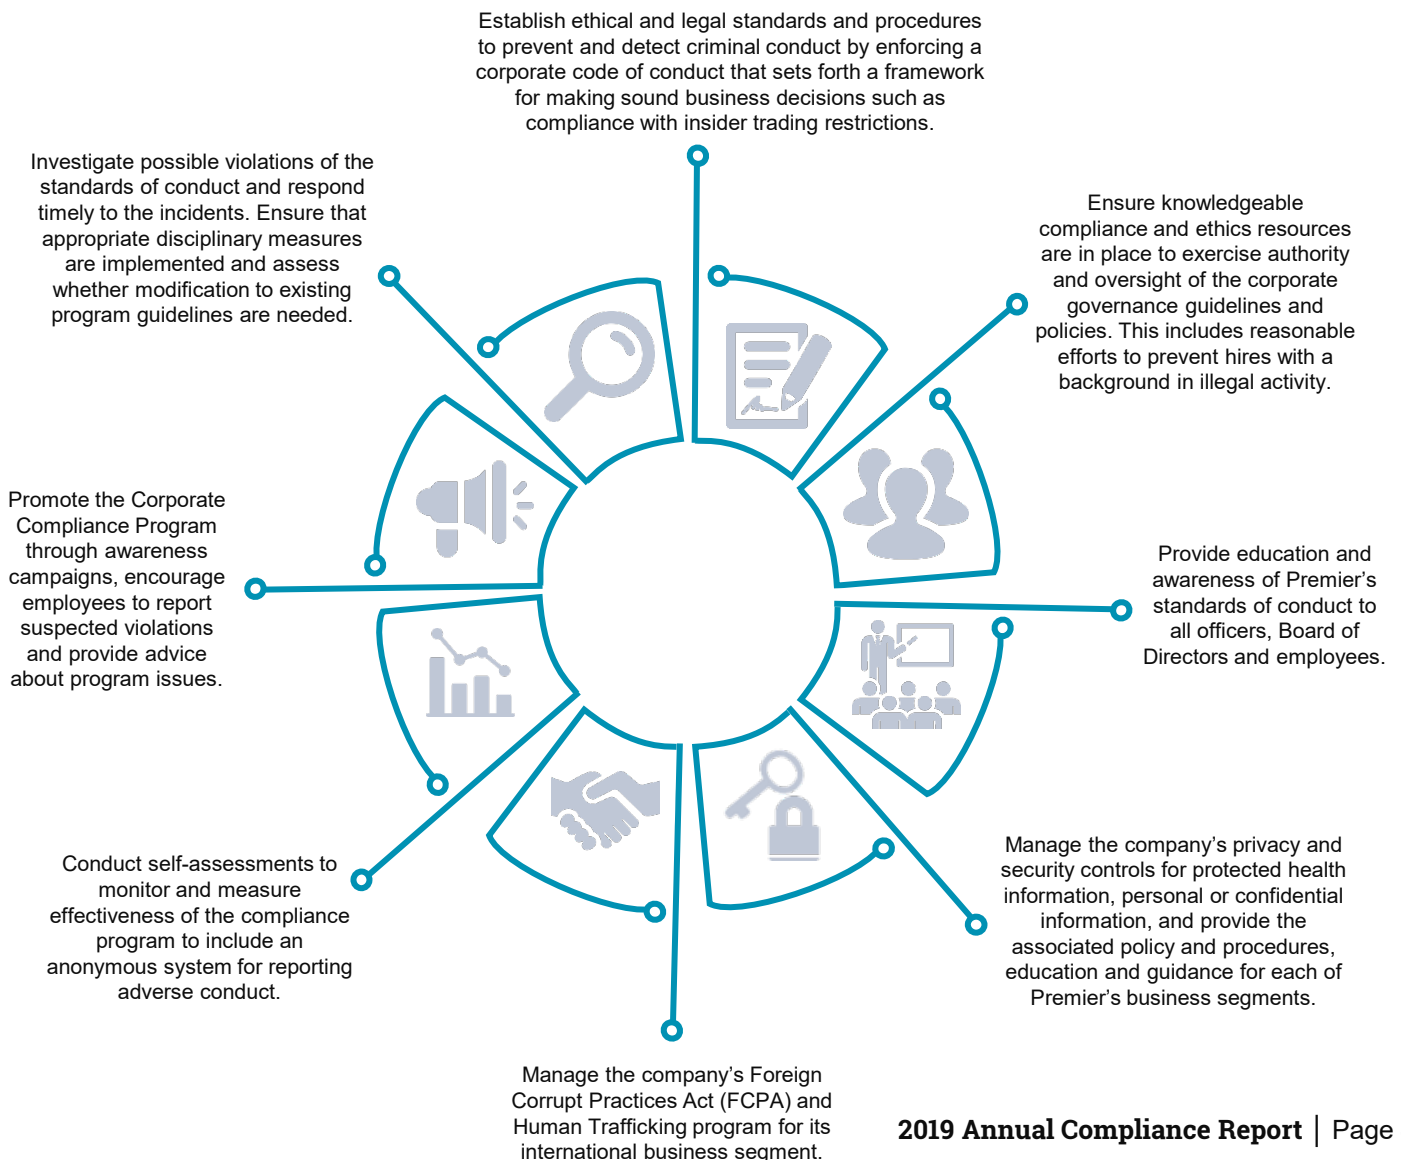 Establish ethical and legal standards and procedures
to prevent and detect criminal conduct by enforcing a
corporate code of conduct that sets forth a framework
for making sound business decisions such as
compliance with insider trading restrictions.
Investigate possible violations of the
standards of conduct and respond
timely to the incidents. Ensure that
appropriate disciplinary measures
are implemented and assess
whether modification to existing
program guidelines are needed.
Ensure knowledgeable
compliance and ethics resources
are in place to exercise authority
and oversight of the corporate
governance guidelines and
policies. This includes reasonable
efforts to prevent hires with a
background in illegal activity.
Promote the Corporate
Compliance Program
through awareness
campaigns, encourage
employees to report
suspected violations
and provide advice
about program issues.
Provide education and
awareness of Premier’s
standards of conduct to
all officers, Board of
Directors and employees.
Conduct self-assessments to
monitor and measure
effectiveness of the compliance
program to include an
anonymous system for reporting
adverse conduct.
Manage the company’s privacy and
security controls for protected health
information, personal or confidential
information, and provide the
associated policy and procedures,
education and guidance for each of
Premier’s business segments.
Manage the company’s Foreign
Corrupt Practices Act (FCPA) and
Human Trafficking program for its
international business segment.
2019 Annual Compliance Report | Page